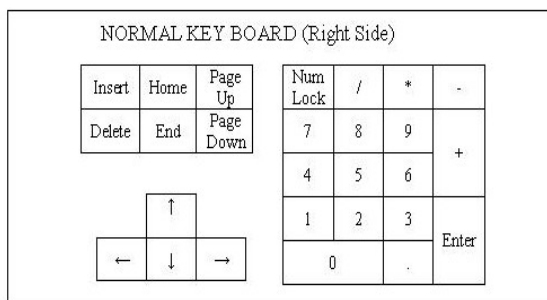 NORMAL KEY BOARD (Right Side)
Insert Home Page Up
Delete End Page Down
↑
← ↓ →
Num Lock / * -
7 8 9 +
4 5 6
1 2 3 Enter
0 .